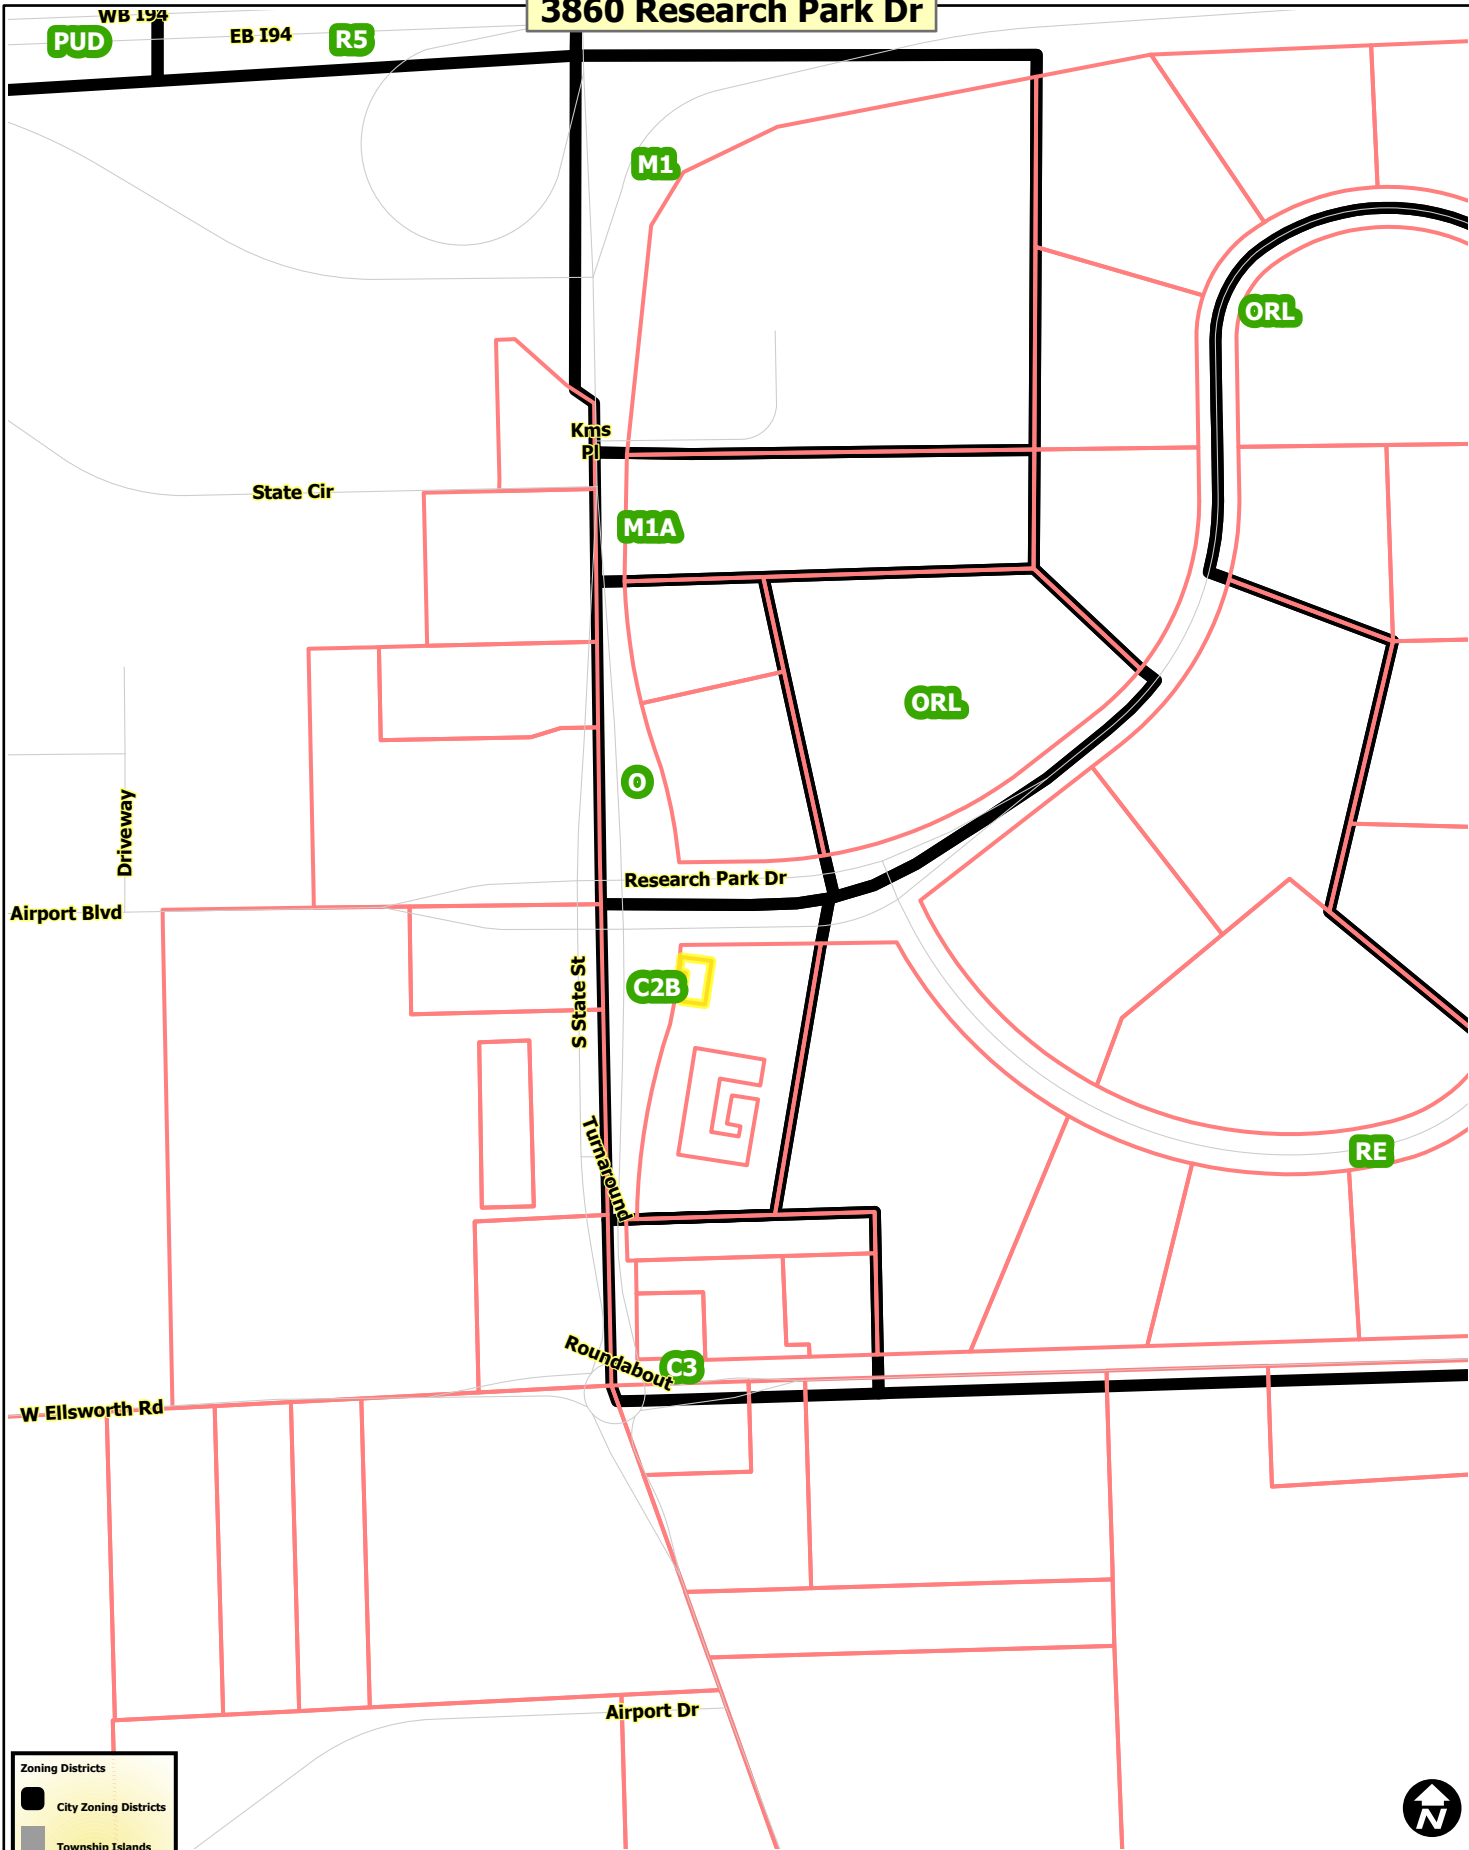 3860 Research Park Dr
WB I94
PUD
EB I94
R5
M1
ORL
Kms
Pl
State Cir
M1A
ORL
O
Driveway
Research Park Dr
Airport Blvd
S State St
C2B
Turnaround
RE
Roundabout
C3
W Ellsworth Rd
Airport Dr
Zoning Districts
City Zoning Districts
Township Islands
N